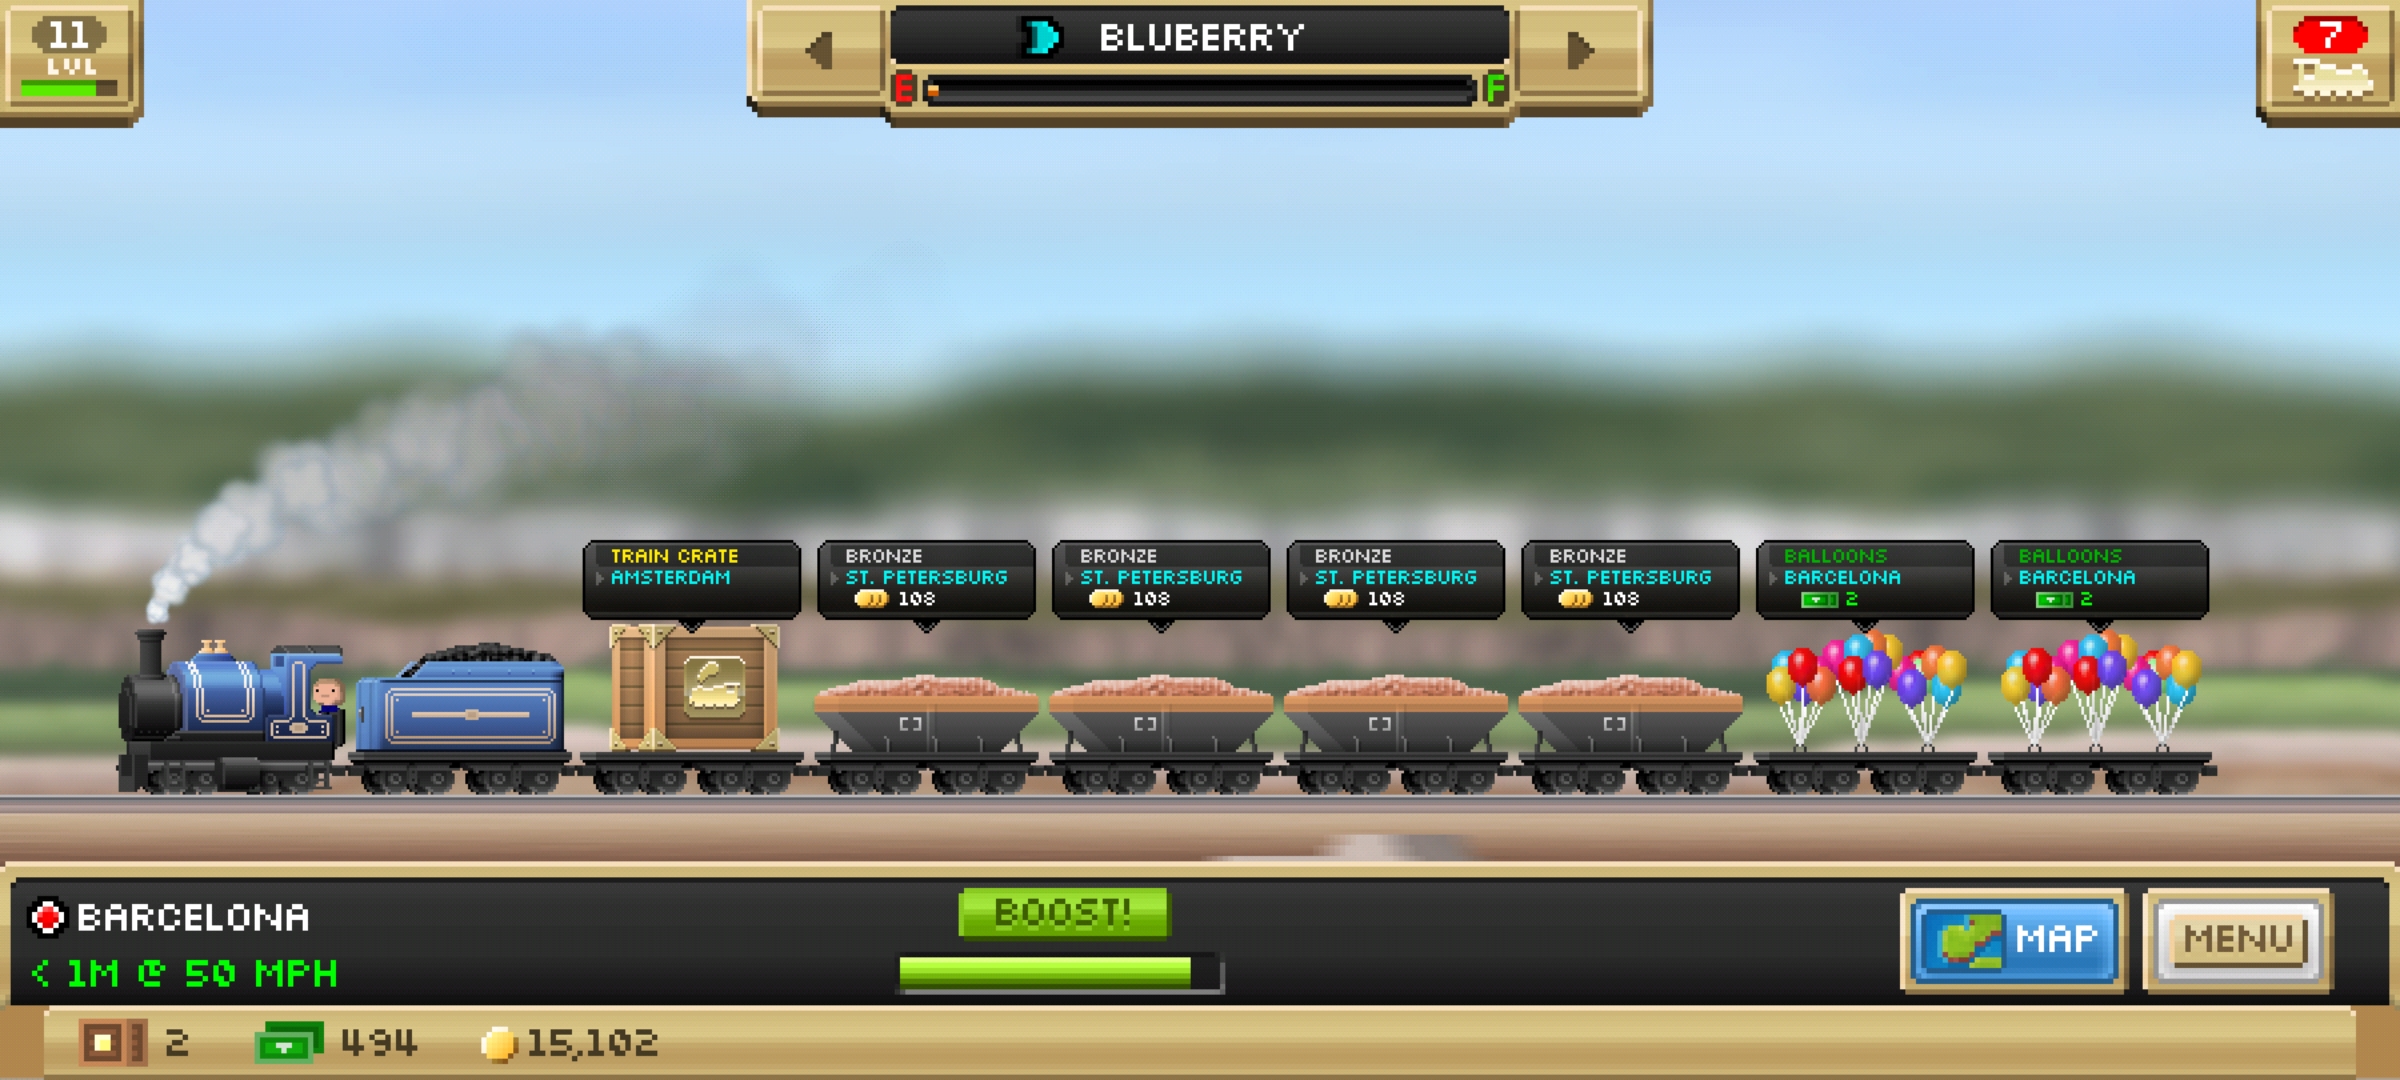 11
LVL
BLUBERRY
E F
7
TRAIN CRATE
AMSTERDAM
BRONZE
ST. PETERSBURG
108
BRONZE
ST. PETERSBURG
108
BRONZE
ST. PETERSBURG
108
BRONZE
ST. PETERSBURG
108
BALLOONS
BARCELONA
2
BALLOONS
BARCELONA
2
BARCELONA
< 1M @ 50 MPH
BOOST!
MAP
MENU
2
494
15,102